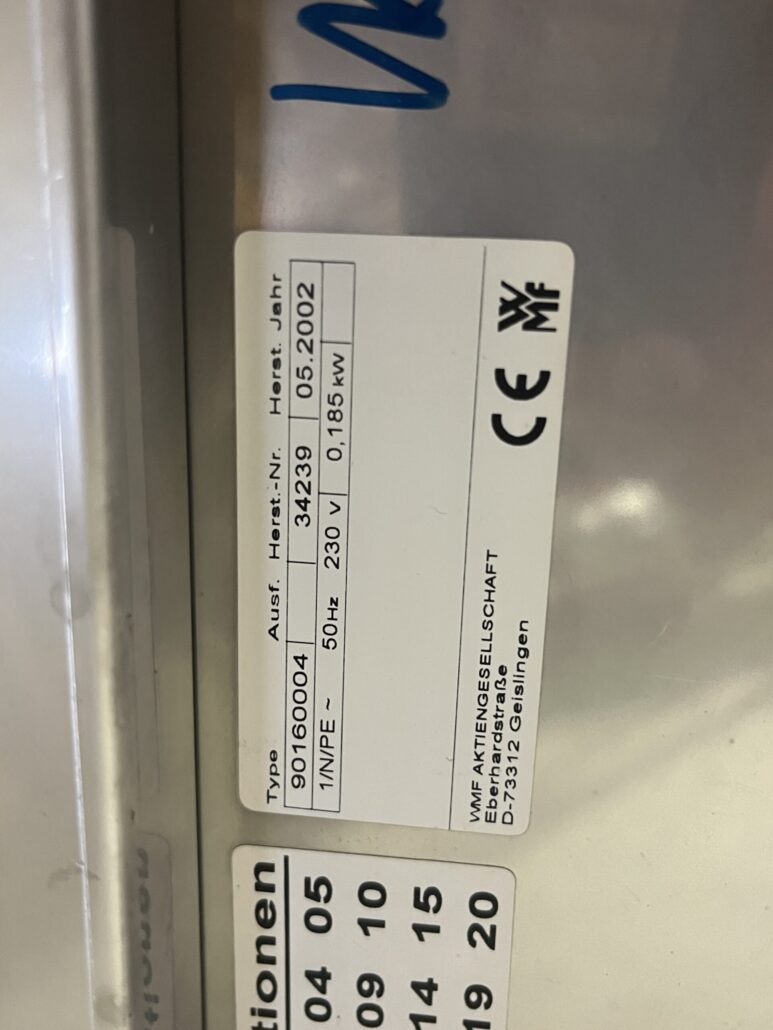 Type Ausf. Herst.-Nr. Herst. Jahr
90160004 34239 05.2002
1/N/PE ~ 50Hz 230 V 0,185 kW
WMF AKTIENGESELLSCHAFT
Eberhardstraße
D-73312 Geislingen
CE WMF
tionen
04 05
09 10
14 15
19 20